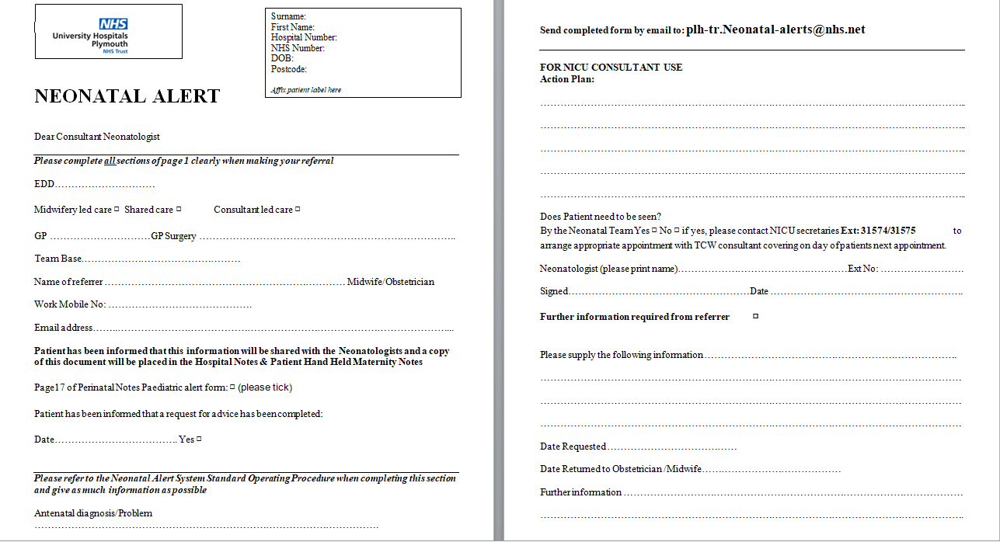 NHS
University Hospitals
Plymouth
NHS Trust
Surname:
First Name:
Hospital Number:
NHS Number:
DOB:
Postcode:
Affix patient label here
NEONATAL ALERT
Dear Consultant Neonatologist
Please complete all sections of page 1 clearly when making your referral
EDD…………………………
Midwifery led care □ Shared care □ Consultant led care □
GP ……………………GP Surgery ……………………………………………………
Team Base…………………………………
Name of referrer ………………………………………………… Midwife/Obstetrician
Work Mobile No: ………………………………
Email address……………………………………………………………………………
Patient has been informed that this information will be shared with the Neonatologists and a copy
of this document will be placed in the Hospital Notes & Patient Hand Held Maternity Notes
Page17 of Perinatal Notes Paediatric alert form: □ (please tick)
Patient has been informed that a request for advice has been completed:
Date………………………… Yes □
Please refer to the Neonatal Alert System Standard Operating Procedure when completing this section
and give as much information as possible
Antenatal diagnosis/Problem
…………………………………………………………………………
Send completed form by email to: plh-tr.Neonatal-alerts@nhs.net
FOR NICU CONSULTANT USE
Action Plan:
……………………………………………………………………………………………
……………………………………………………………………………………………
……………………………………………………………………………………………
……………………………………………………………………………………………
……………………………………………………………………………………………
Does Patient need to be seen?
By the Neonatal Team Yes □ No □ if yes, please contact NICU secretaries Ext: 31574/31575 to
arrange appropriate appointment with TCW consultant covering on day of patients next appointment.
Neonatologist (please print name)……………………………………Ext No: …………………
Signed………………………………………Date …………………………………………
Further information required from referrer □
Please supply the following information………………………………………………………
……………………………………………………………………………………………
……………………………………………………………………………………………
……………………………………………………………………………………………
Date Requested……………………………
Date Returned to Obstetrician /Midwife……………………………
Further information …………………………………………………………………………
……………………………………………………………………………………………